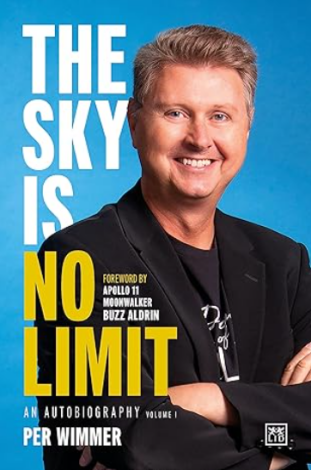 THE
SKY
IS
NO
LIMIT
FOREWORD BY
APOLLO 11
MOONWALKER
BUZZ ALDRIN
AN AUTOBIOGRAPHY VOLUME I
PER WIMMER
LID